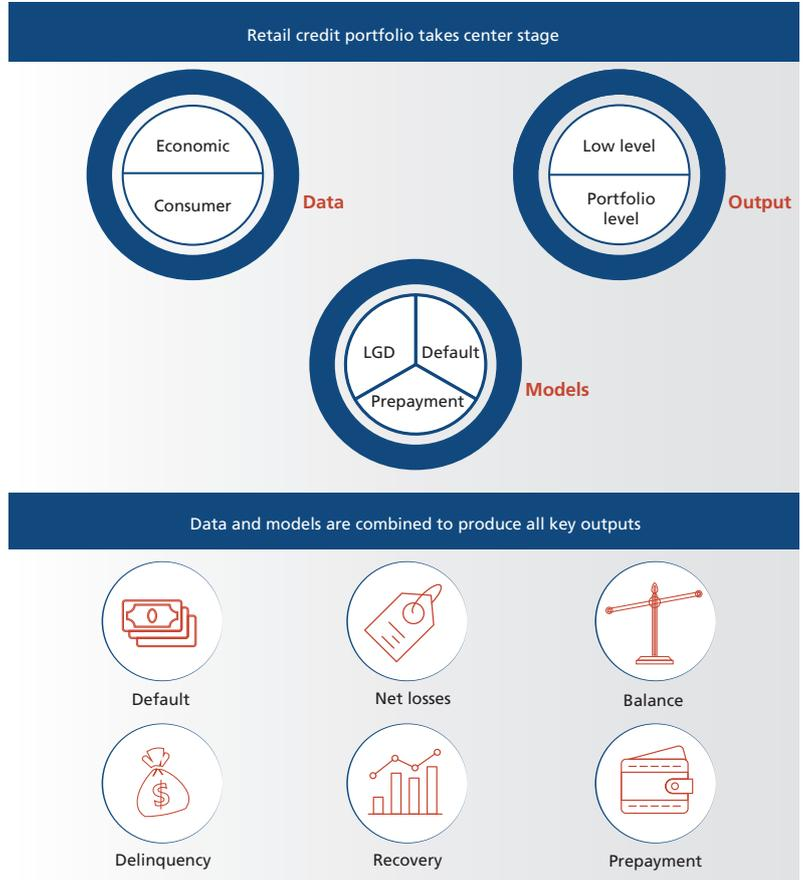 Retail credit portfolio takes center stage
Economic
Consumer
Data
Low level
Portfolio
level
Output
LGD
Default
Prepayment
Models
Data and models are combined to produce all key outputs
Default
Net losses
Balance
$
Delinquency
Recovery
Prepayment